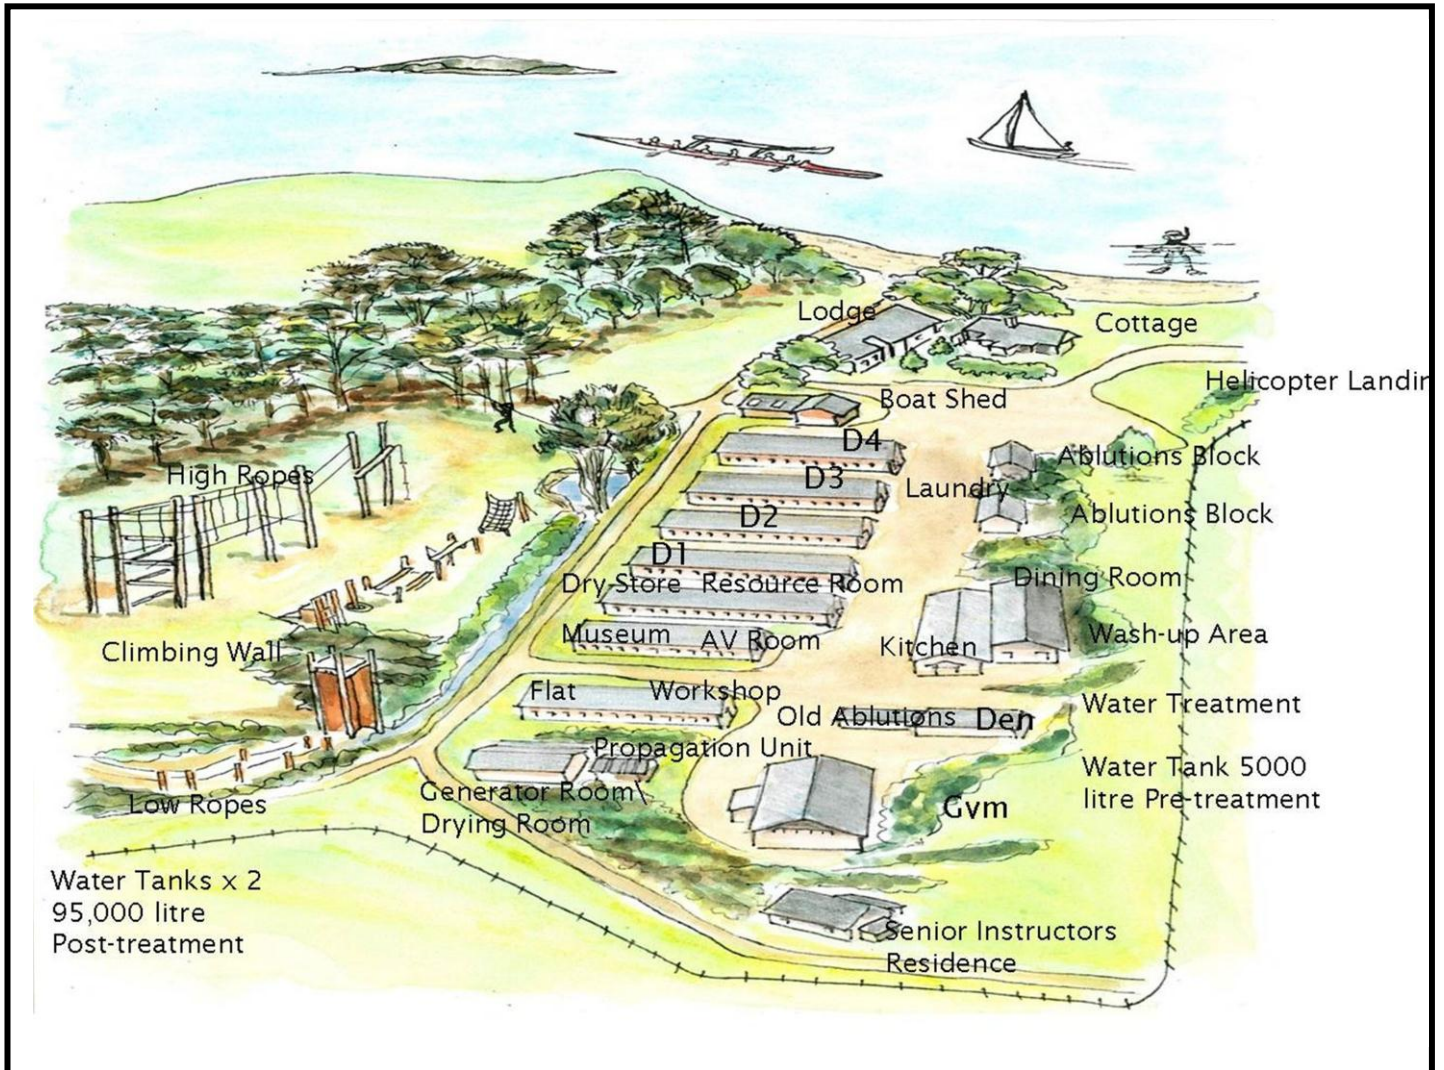 Lodge
Cottage
Helicopter Landin
Boat Shed
D4
Ablutions Block
High Ropes
D3
Laundry
D2
Ablutions Block
D1
Dry-Store Resource Room
Dining Room
Museum AV Room
Kitchen
Wash-up Area
Climbing Wall
Flat Workshop
Old Ablutions Den
Water Treatment
Propagation Unit
Water Tank 5000
litre Pre-treatment
Generator Room\
Drying Room
Low Ropes
Gym
Water Tanks x 2
95,000 litre
Post-treatment
Senior Instructors
Residence